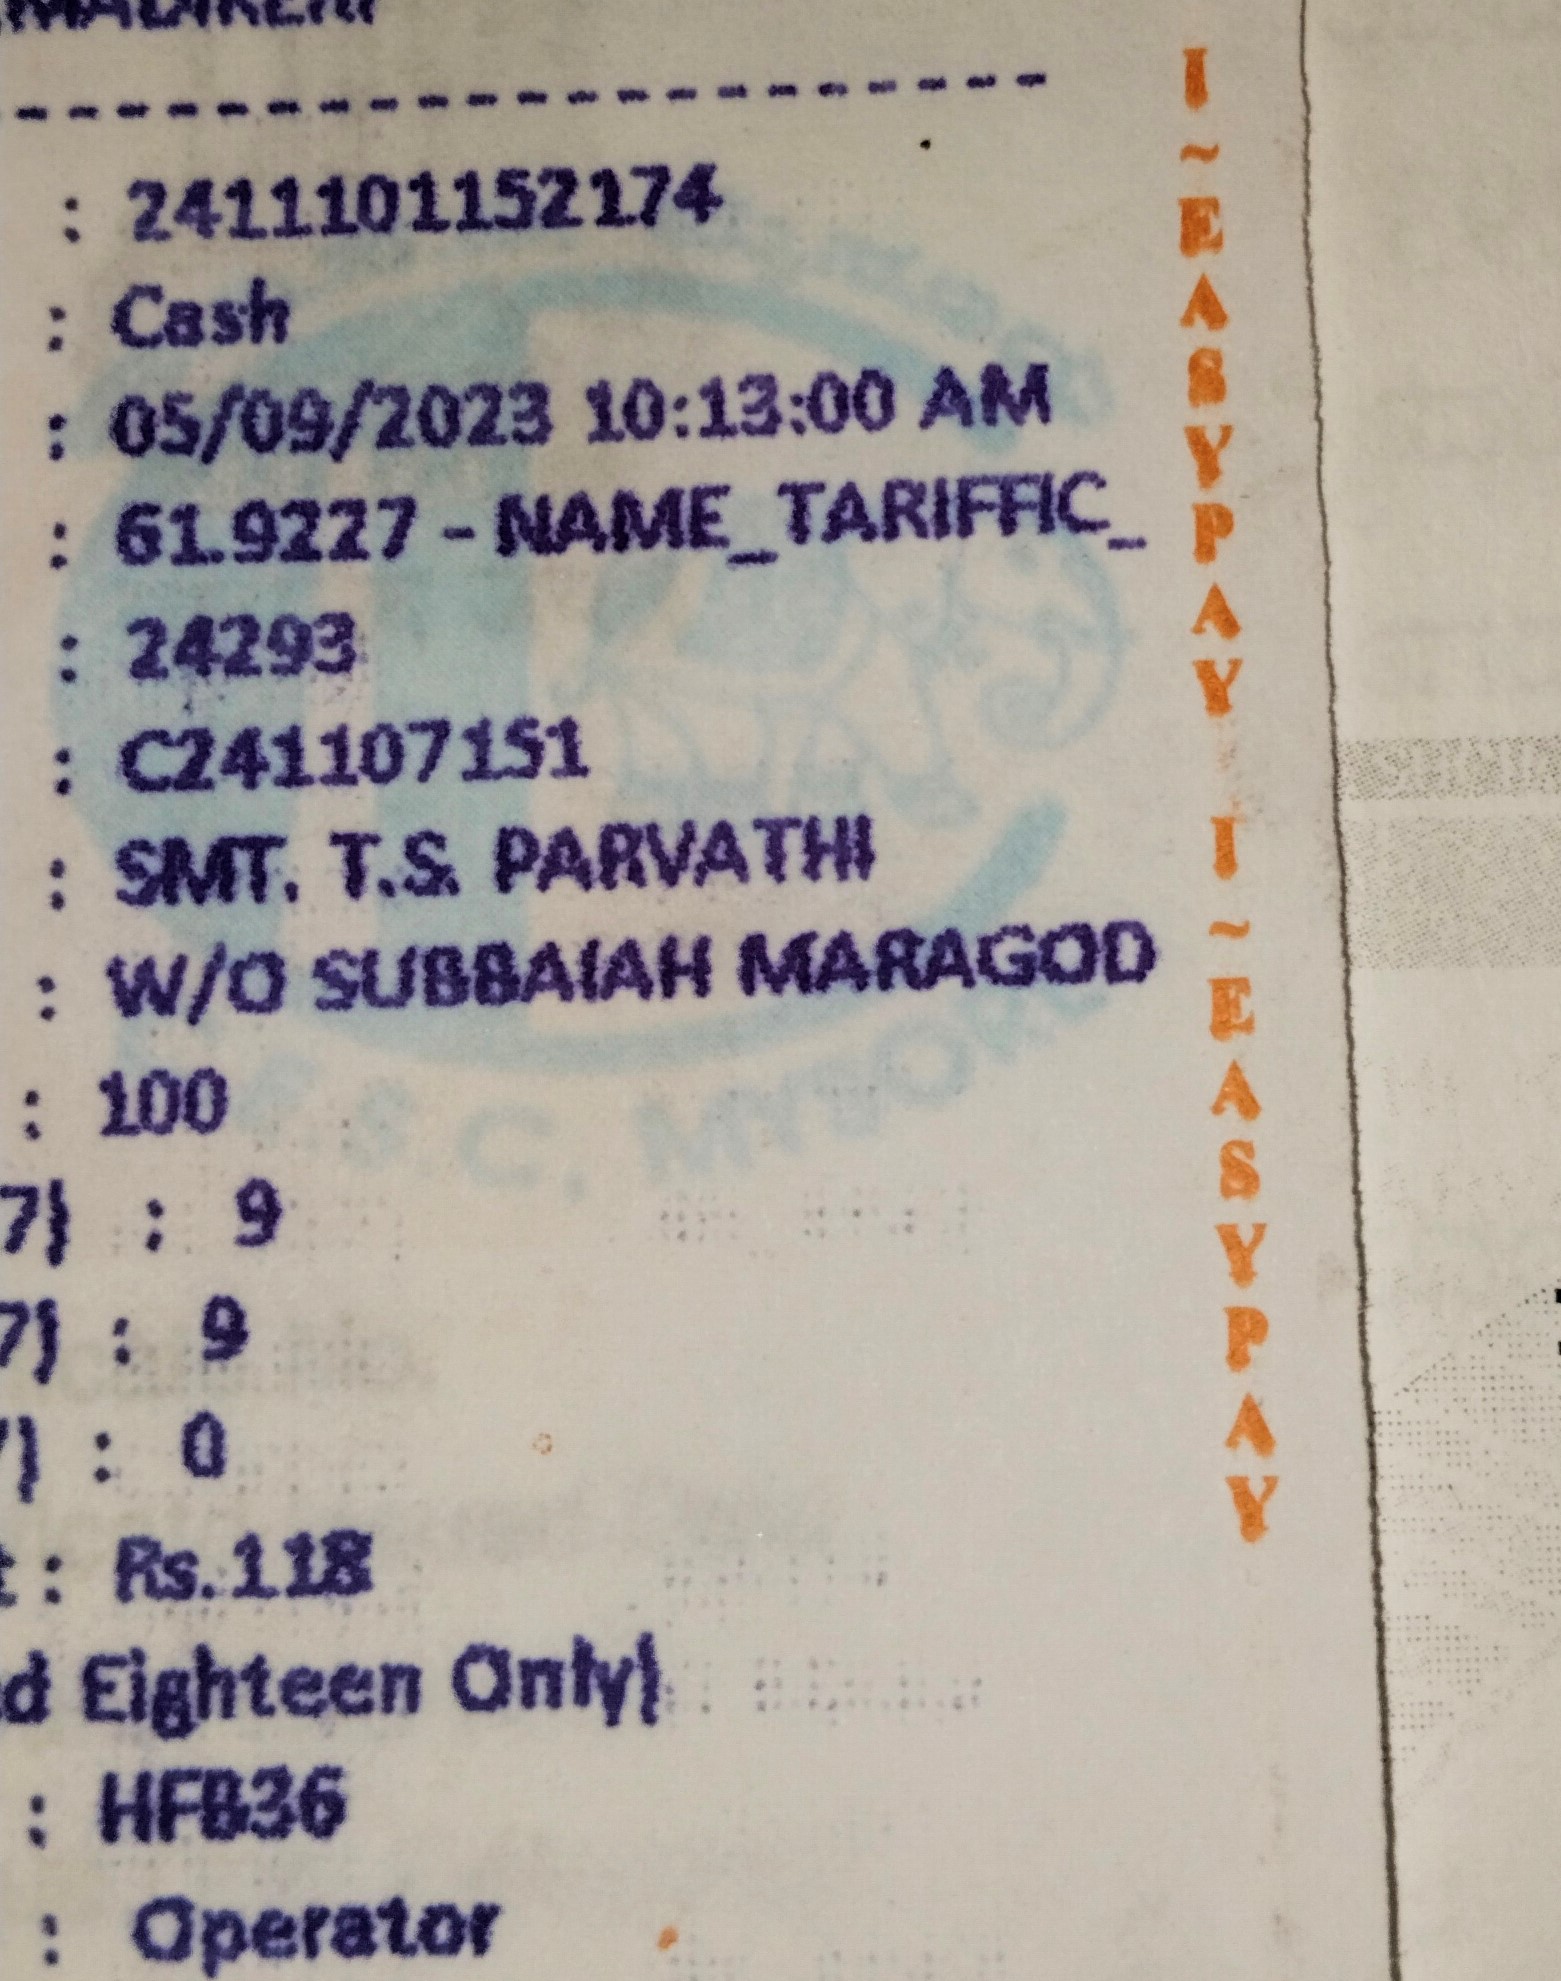 MADIKERI
: 2411101152174
: Cash
: 05/09/2023 10:13:00 AM
: 61.9227 - NAME_TARIFFIC_
: 24293
: C241107151
: SMT. T.S. PARVATHI
: W/O SUBBAIAH MARAGOD
: 100
7] : 9
7] : 9
] : 0
t : Rs.118
d Eighteen Only]
: HFB36
: Operator
I~EASYPAY I~EASYPAY
C.S.C, MYSORE